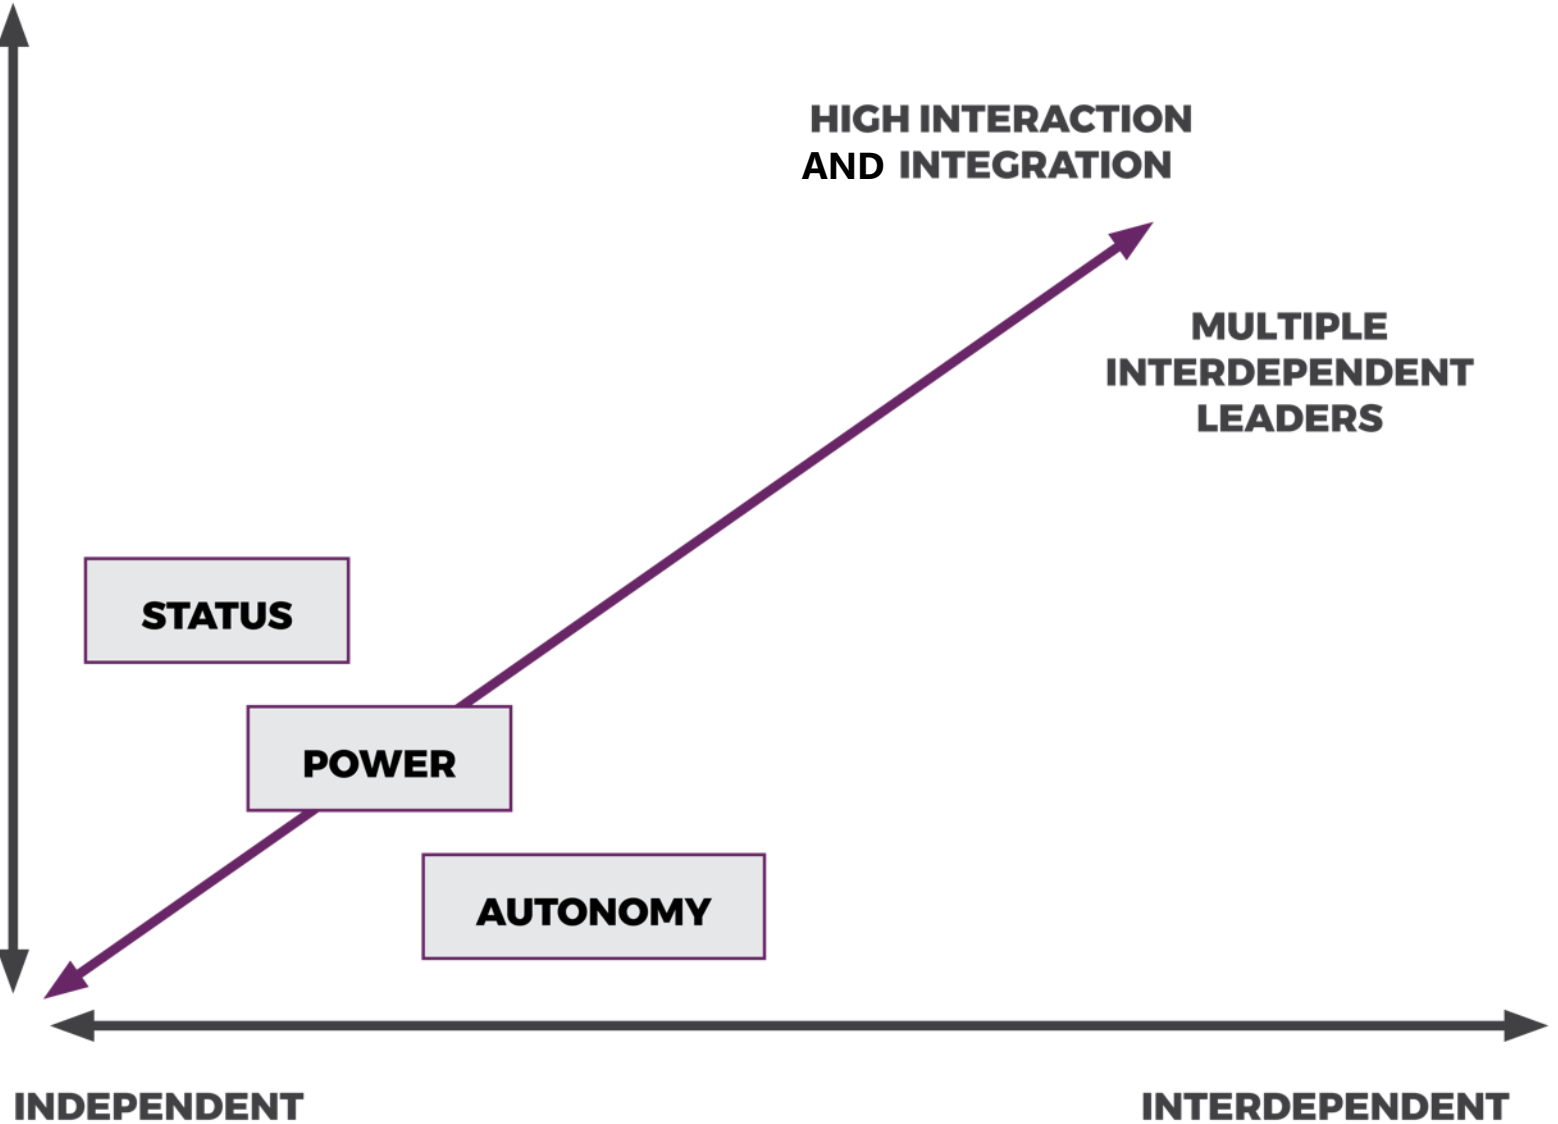 HIGH INTERACTION
AND INTEGRATION
MULTIPLE
INTERDEPENDENT
LEADERS
STATUS
POWER
AUTONOMY
INDEPENDENT
INTERDEPENDENT